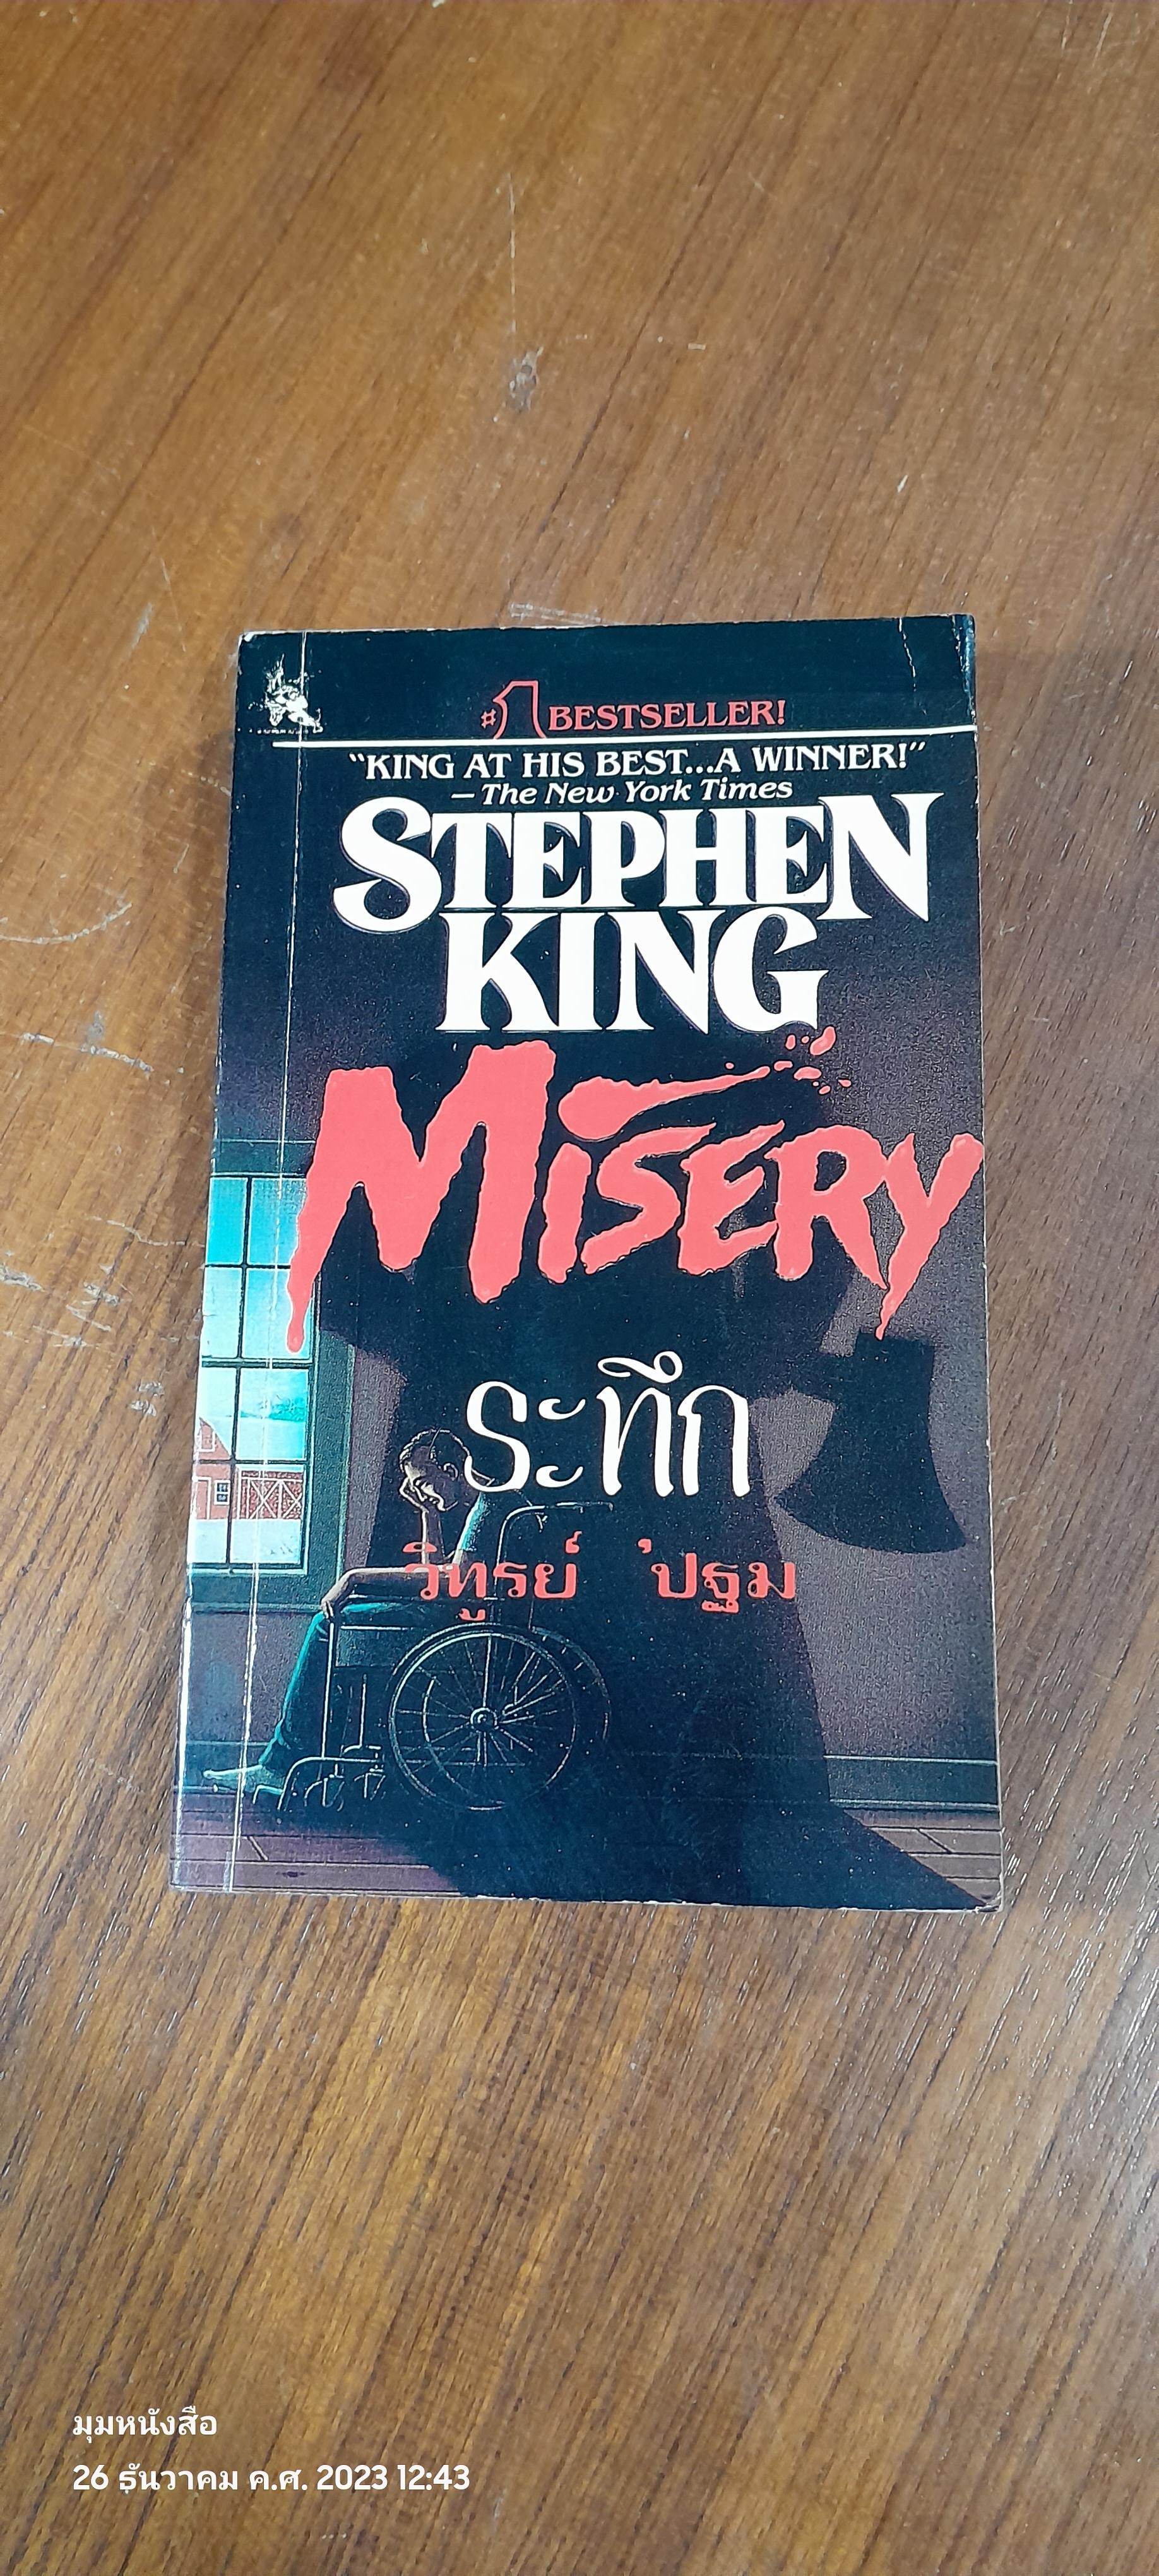 #1 BESTSELLER!
"KING AT HIS BEST...A WINNER!"
– The New York Times
STEPHEN
KING
MISERY
ระทึก
วิทูรย์ 'ปฐม
มุมหนังสือ
26 ธันวาคม ค.ศ. 2023 12:43